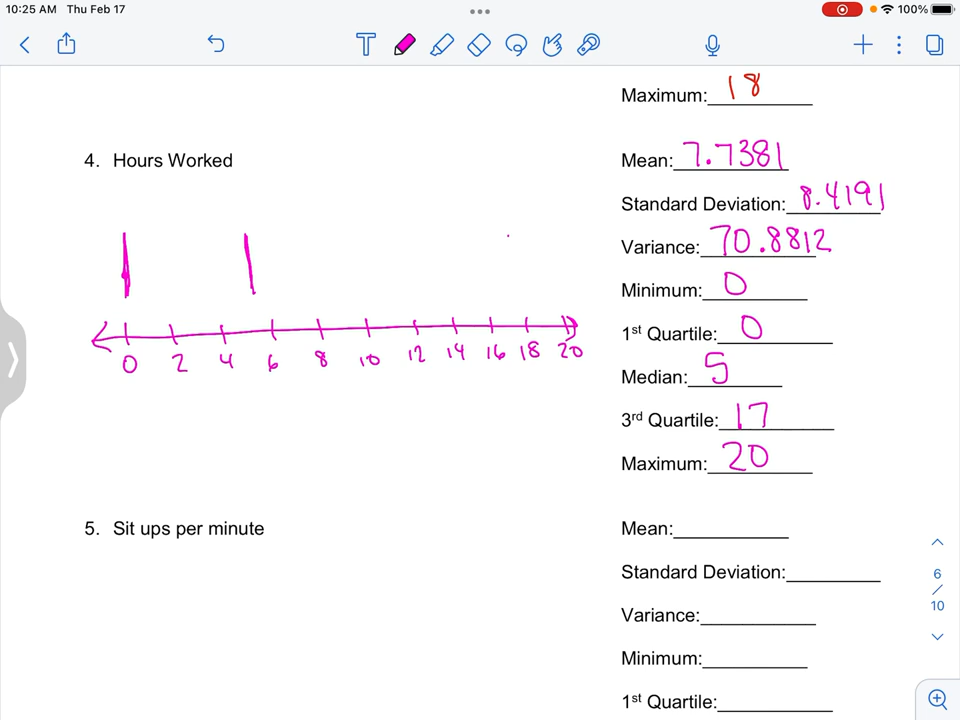 10:25 AM Thu Feb 17
100%
T
Maximum: 18
4. Hours Worked
Mean: 7.7381
Standard Deviation: 8.4191
Variance: 70.8812
Minimum: 0
1st Quartile: 0
Median: 5
3rd Quartile: 17
Maximum: 20
0 2 4 6 8 10 12 14 16 18 20
5. Sit ups per minute
Mean:
Standard Deviation:
Variance:
Minimum:
1st Quartile:
6
/
10